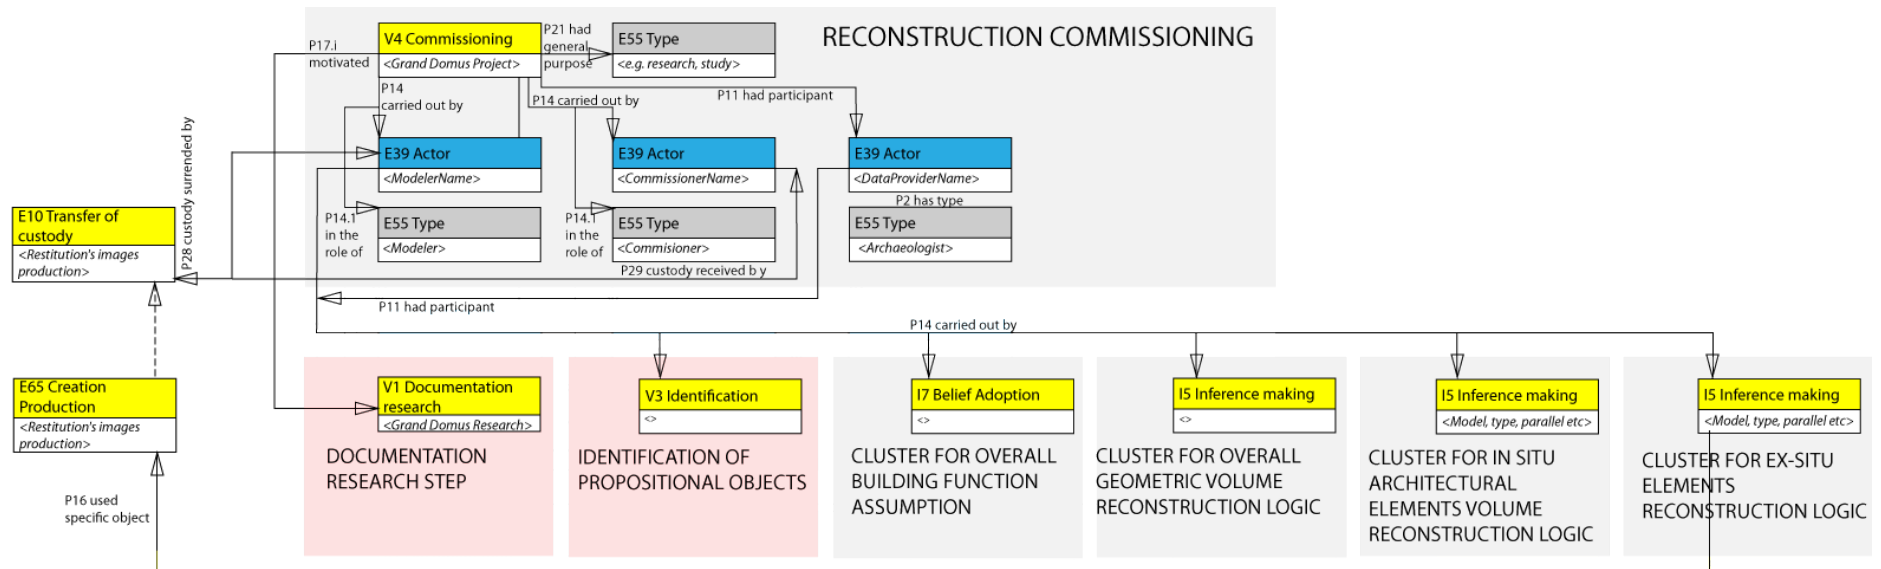 RECONSTRUCTION COMMISSIONING
P17.i
motivated
V4 Commissioning
<Grand Domus Project>
P21 had
general
purpose
E55 Type
<e.g. research, study>
P14
carried out by
P14 carried out by
P11 had participant
E39 Actor
<ModelerName>
E39 Actor
<CommissionerName>
E39 Actor
<DataProviderName>
P2 has type
P14.1
in the
role of
E55 Type
<Modeler>
P14.1
in the
role of
E55 Type
<Commisioner>
E55 Type
<Archaeologist>
P28 custody surrended by
E10 Transfer of
custody
<Restitution's images
production>
P29 custody received b y
P11 had participant
P14 carried out by
E65 Creation
Production
<Restitution's images
production>
P16 used
specific object
V1 Documentation
research
<Grand Domus Research>
DOCUMENTATION
RESEARCH STEP
V3 Identification
<>
IDENTIFICATION OF
PROPOSITIONAL OBJECTS
I7 Belief Adoption
<>
CLUSTER FOR OVERALL
BUILDING FUNCTION
ASSUMPTION
I5 Inference making
<>
CLUSTER FOR OVERALL
GEOMETRIC VOLUME
RECONSTRUCTION LOGIC
I5 Inference making
<Model, type, parallel etc>
CLUSTER FOR IN SITU
ARCHITECTURAL
ELEMENTS VOLUME
RECONSTRUCTION LOGIC
I5 Inference making
<Model, type, parallel etc>
CLUSTER FOR EX-SITU
ELEMENTS
RECONSTRUCTION LOGIC